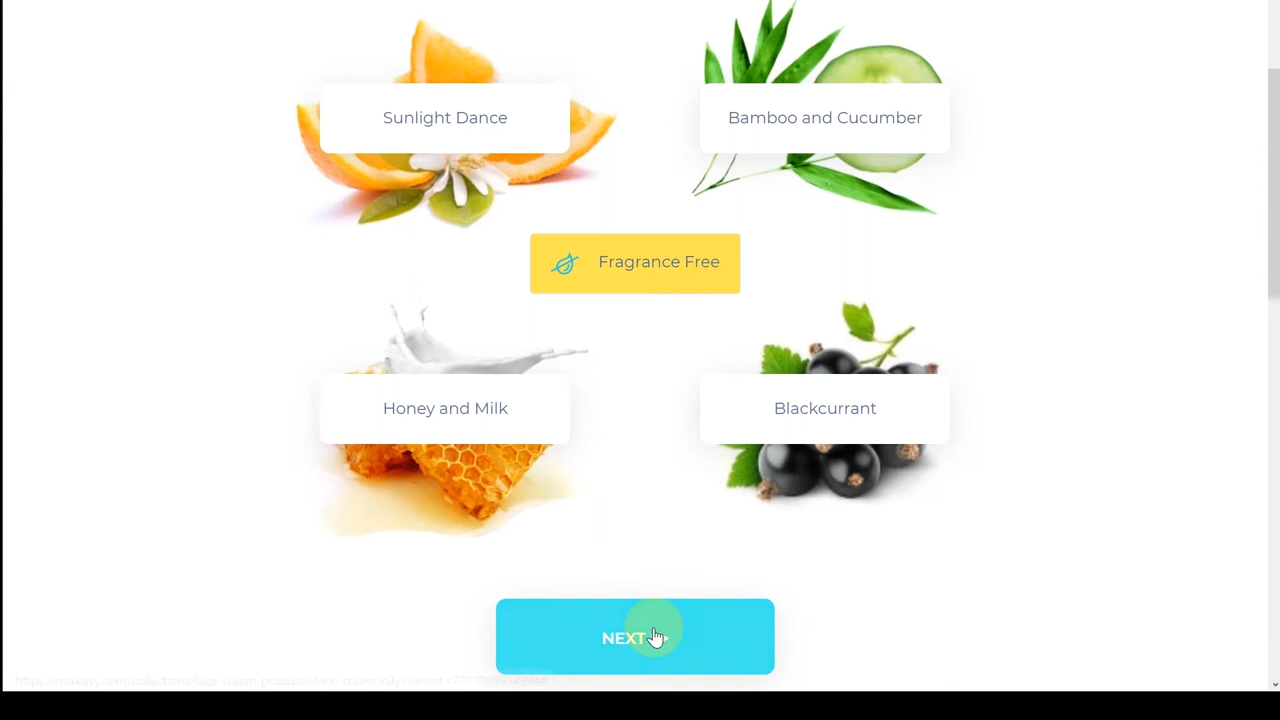 Sunlight Dance
Bamboo and Cucumber
Fragrance Free
Honey and Milk
Blackcurrant
NEXT